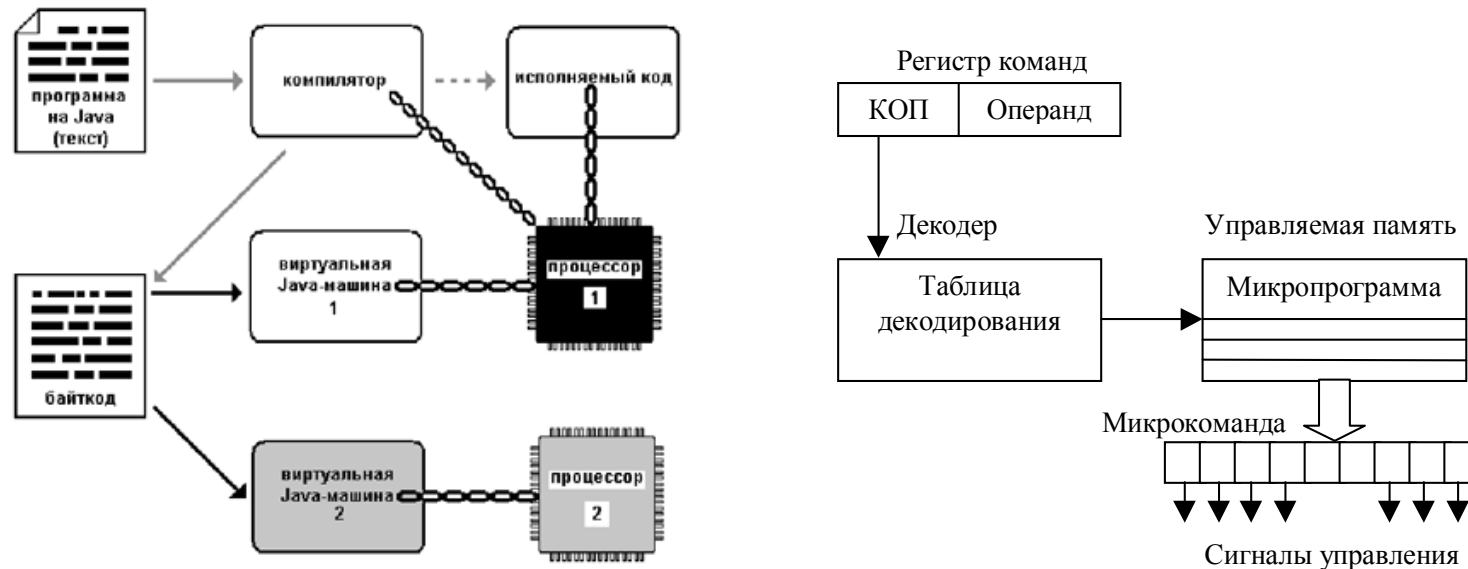 программа
на Java
(текст)
компилятор
исполняемый код
виртуальная
Java-машина
1
процессор
1
байткод
виртуальная
Java-машина
2
процессор
2
Регистр команд
КОП
Операнд
Декодер
Управляемая память
Таблица
декодирования
Микропрограмма
Микрокоманда
Сигналы управления